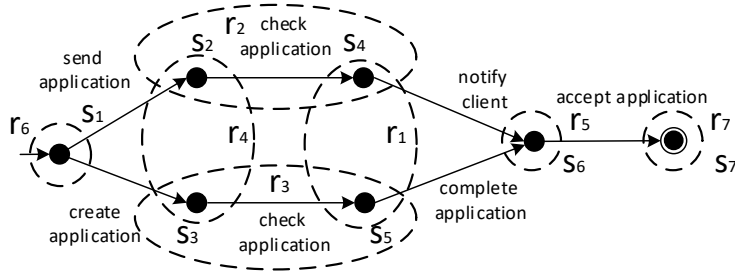 r₂
check
application
s₂
s₄
send
application
notify
client
accept application
r₆
s₁
r₄
r₁
r₅
r₇
s₆
s₇
r₃
create
application
s₃
check
application
s₅
complete
application